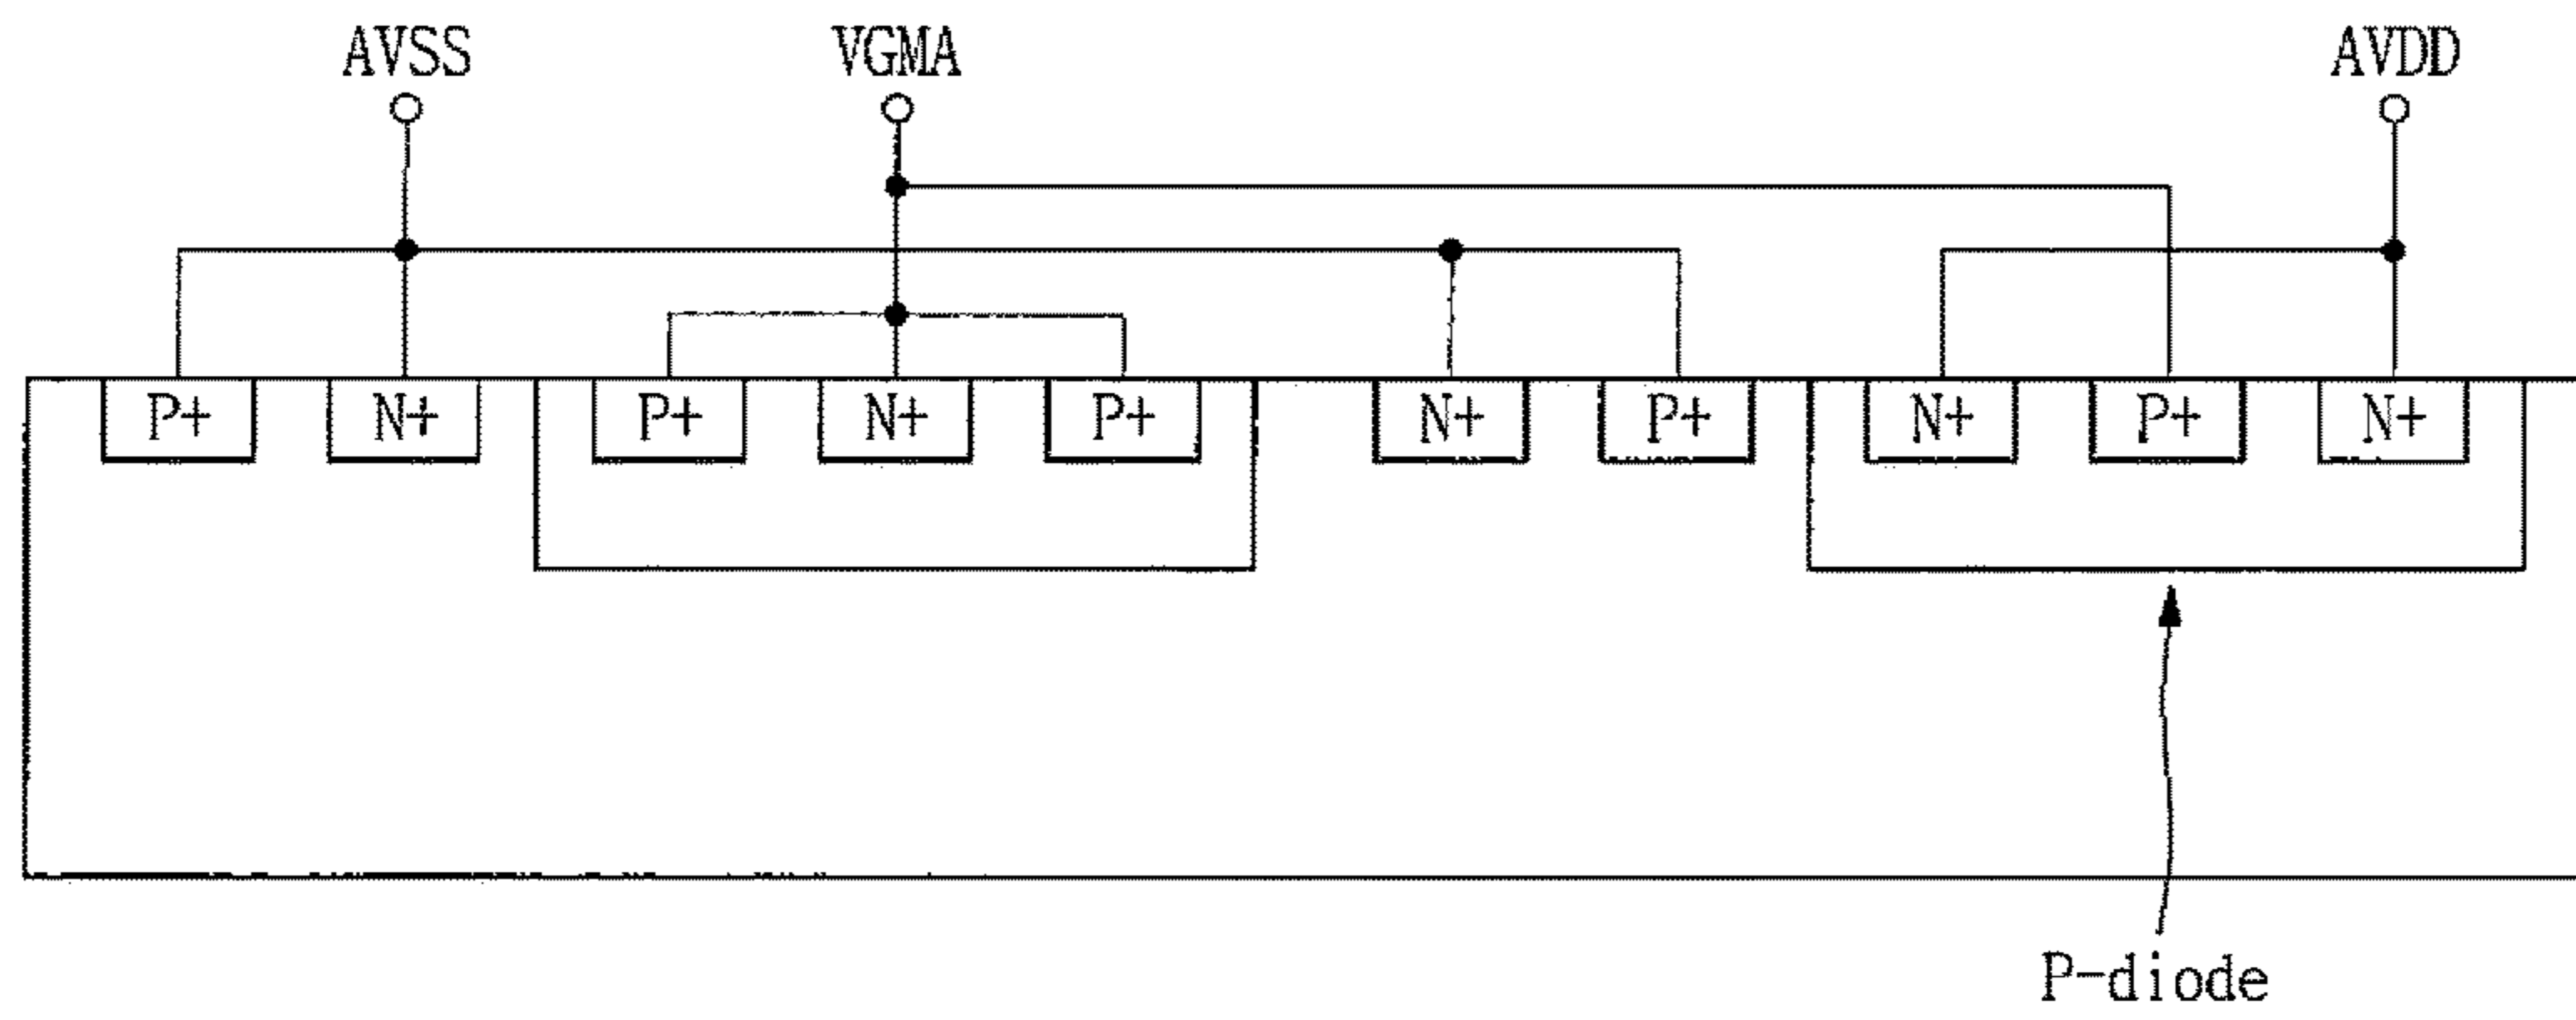 AVSS VGMA AVDD
P+ N+ P+ N+ P+ N+ P+ N+ P+ N+
P-diode